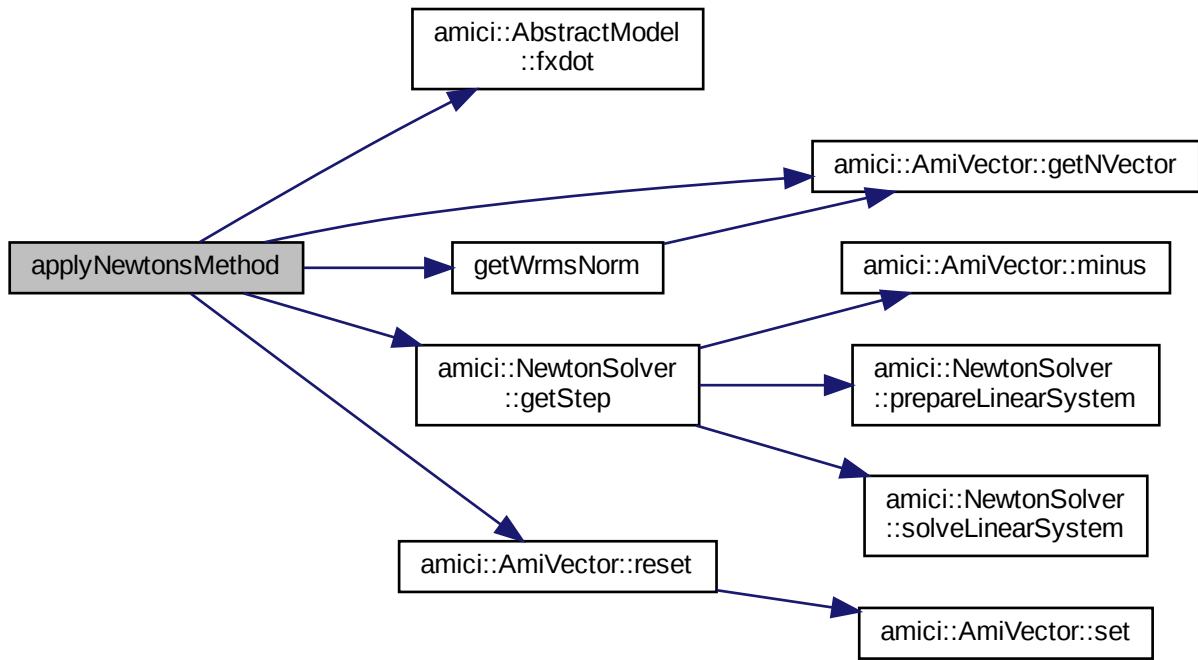 amici::AbstractModel
::fxdot
amici::AmiVector::getNVector
applyNewtonsMethod
getWrmsNorm
amici::AmiVector::minus
amici::NewtonSolver
::getStep
amici::NewtonSolver
::prepareLinearSystem
amici::NewtonSolver
::solveLinearSystem
amici::AmiVector::reset
amici::AmiVector::set